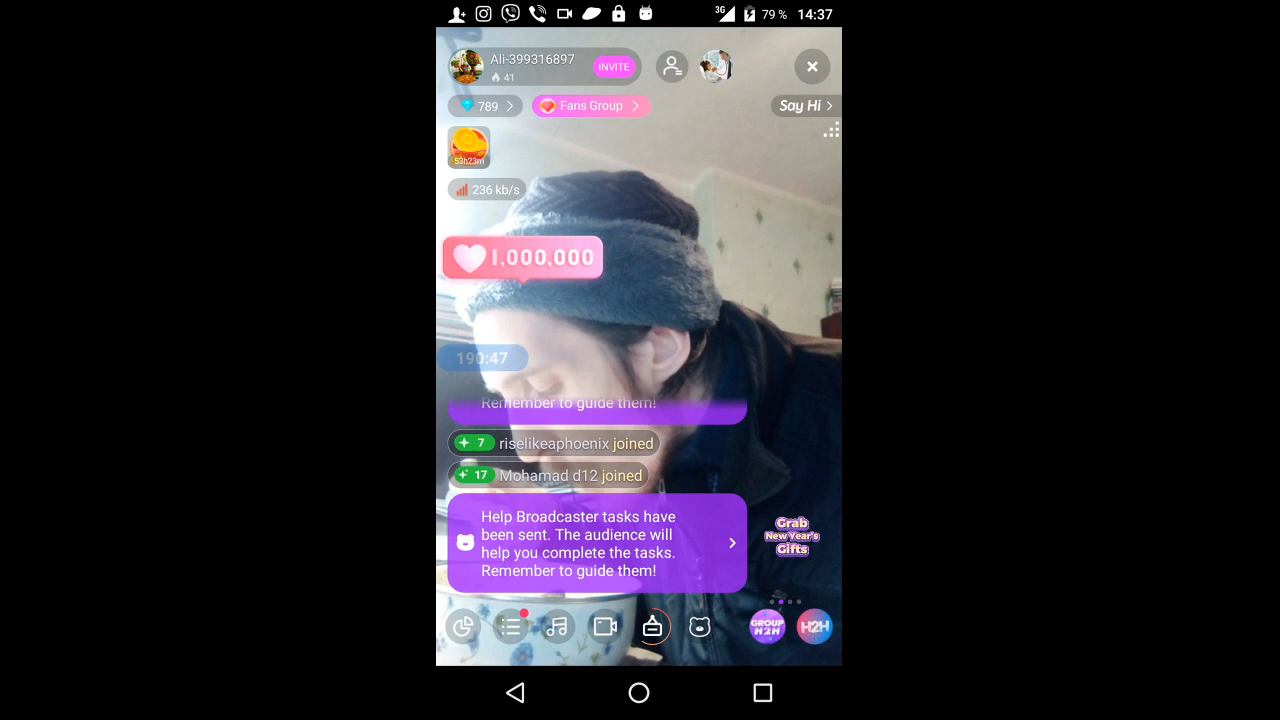 3G
79 %
14:37
Ali-399316897
41
INVITE
789
Fans Group
Say Hi
53h23m
236 kb/s
1,000,000
190:47
Remember to guide them!
7 riselikeaphoenix joined
17 Mohamad d12 joined
Help Broadcaster tasks have
been sent. The audience will
help you complete the tasks.
Remember to guide them!
Grab
New Year's
Gifts
GROUP
H2H
H2H